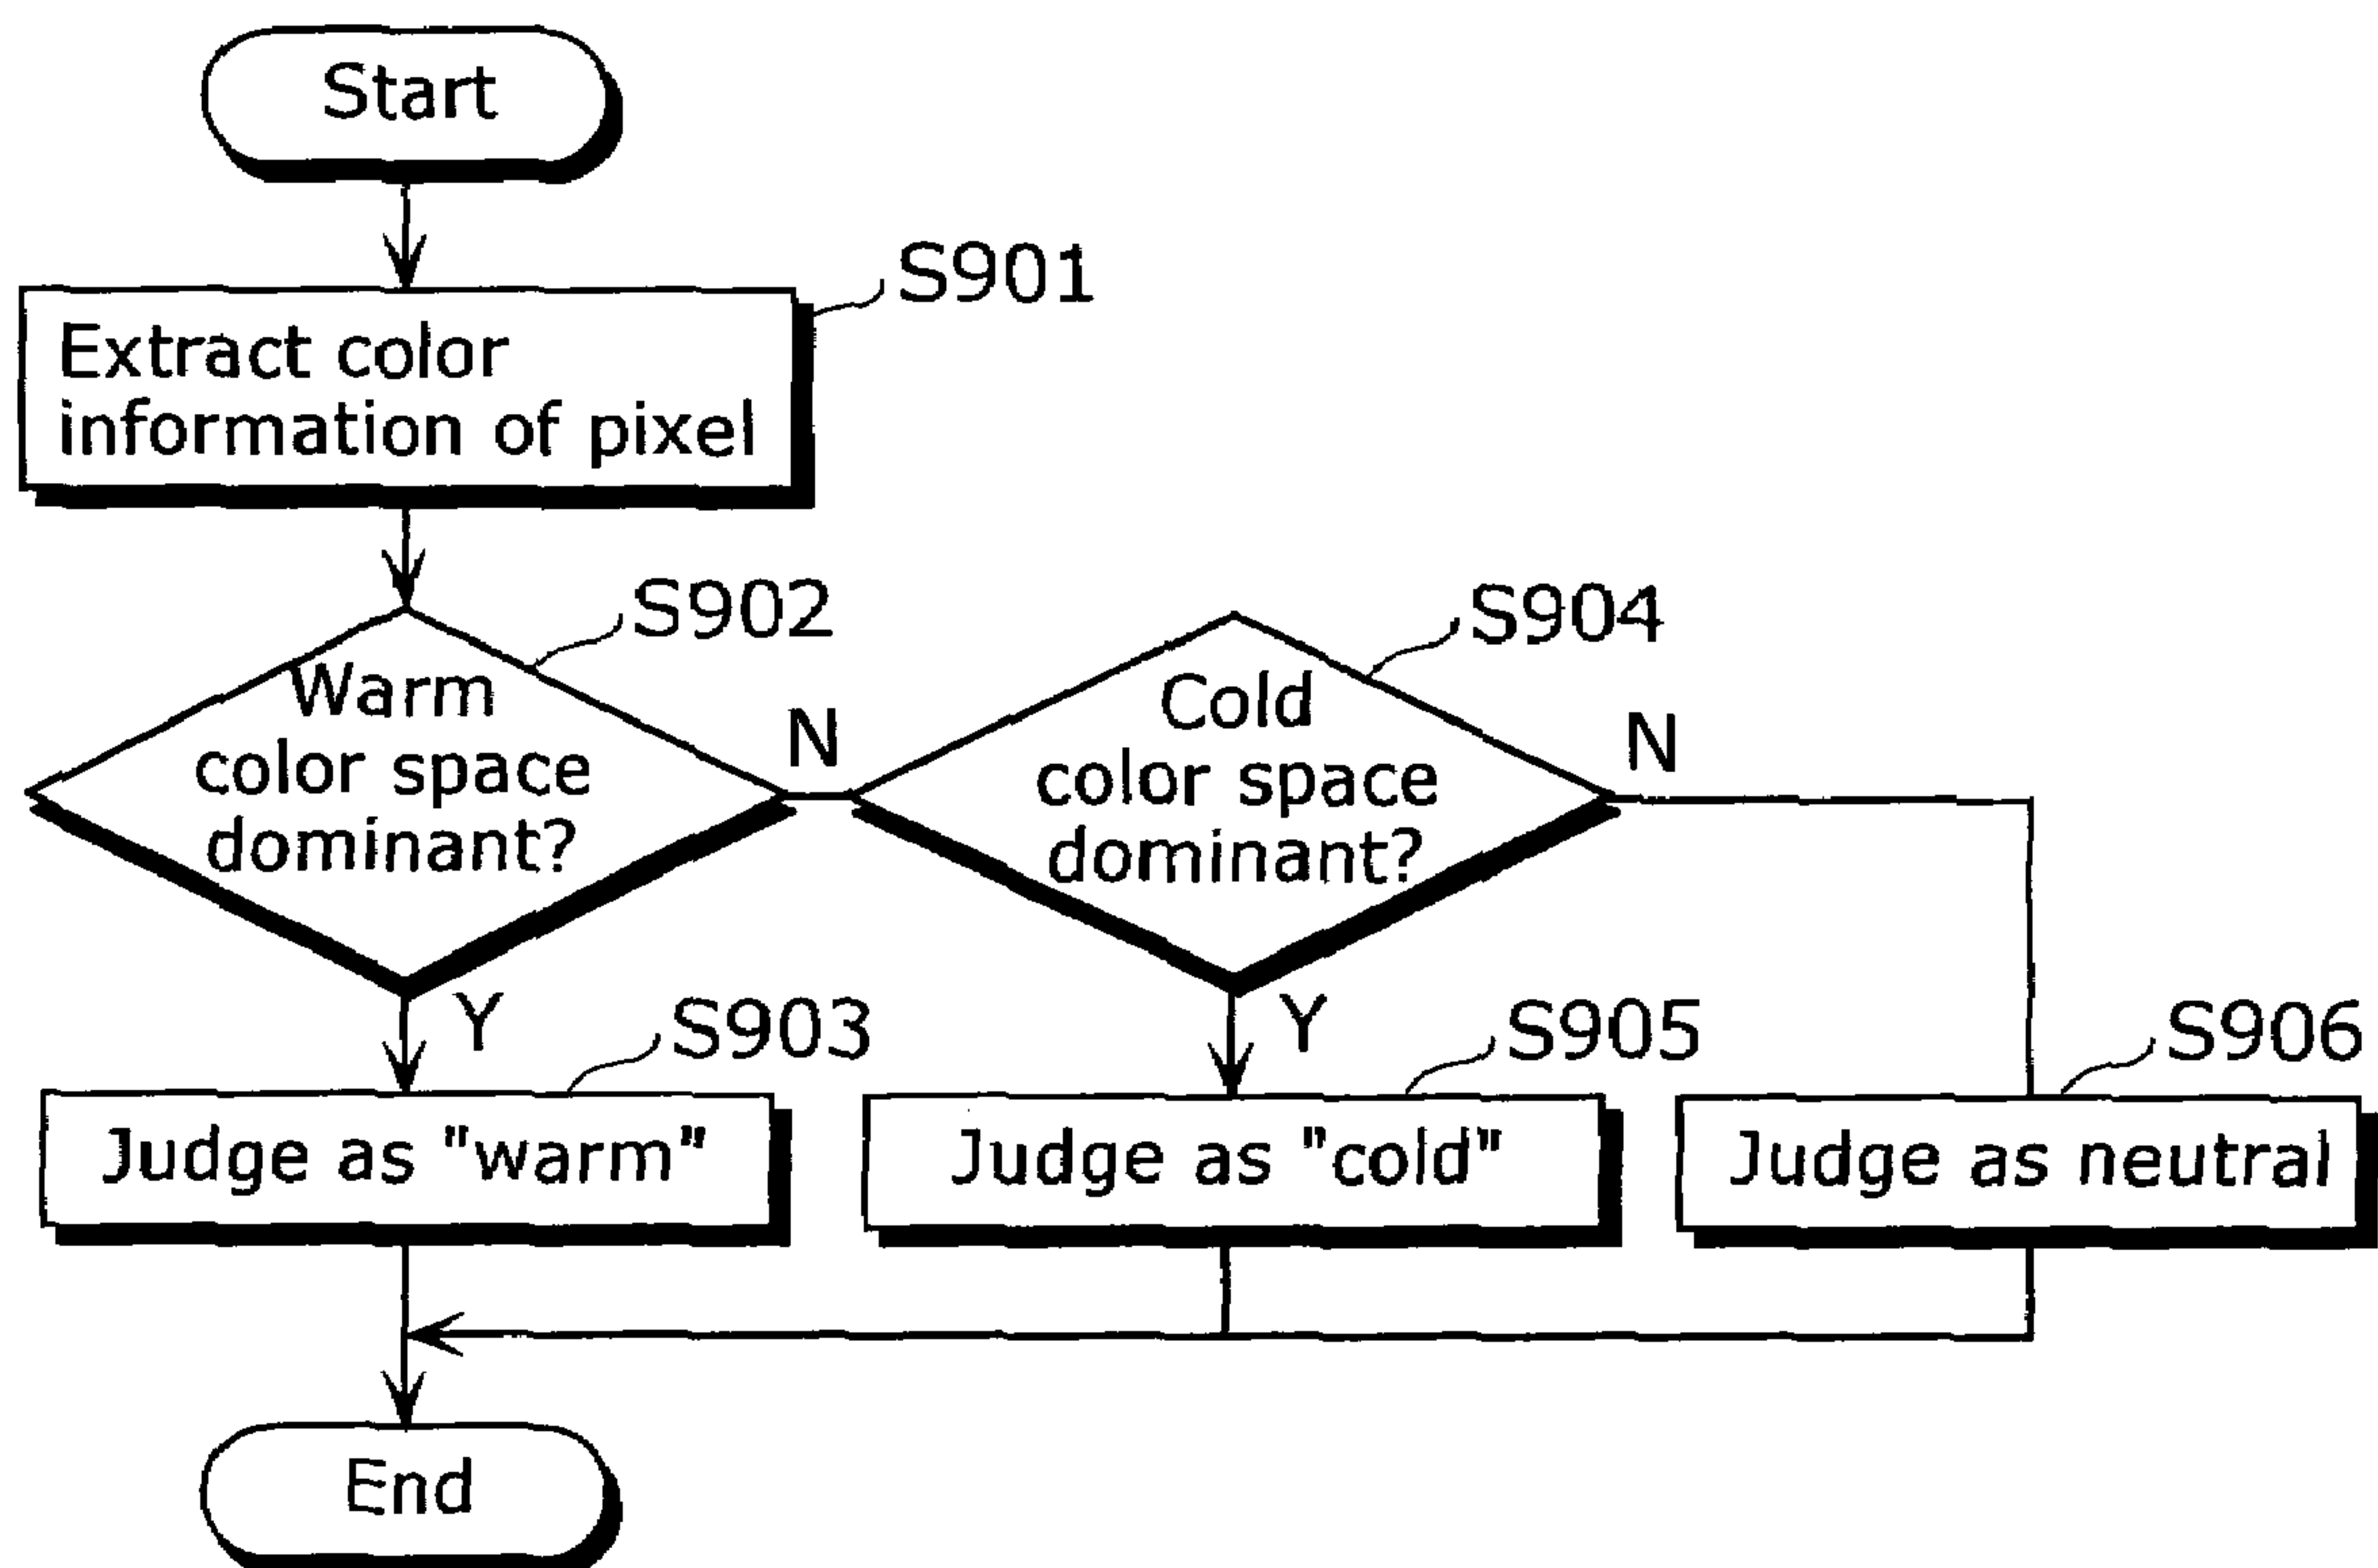 Start
S901
Extract color
information of pixel
S902
Warm
color space
dominant?
N
S904
Cold
color space
dominant?
N
Y
S903
Judge as "warm"
Y
S905
Judge as "cold"
S906
Judge as neutral
End